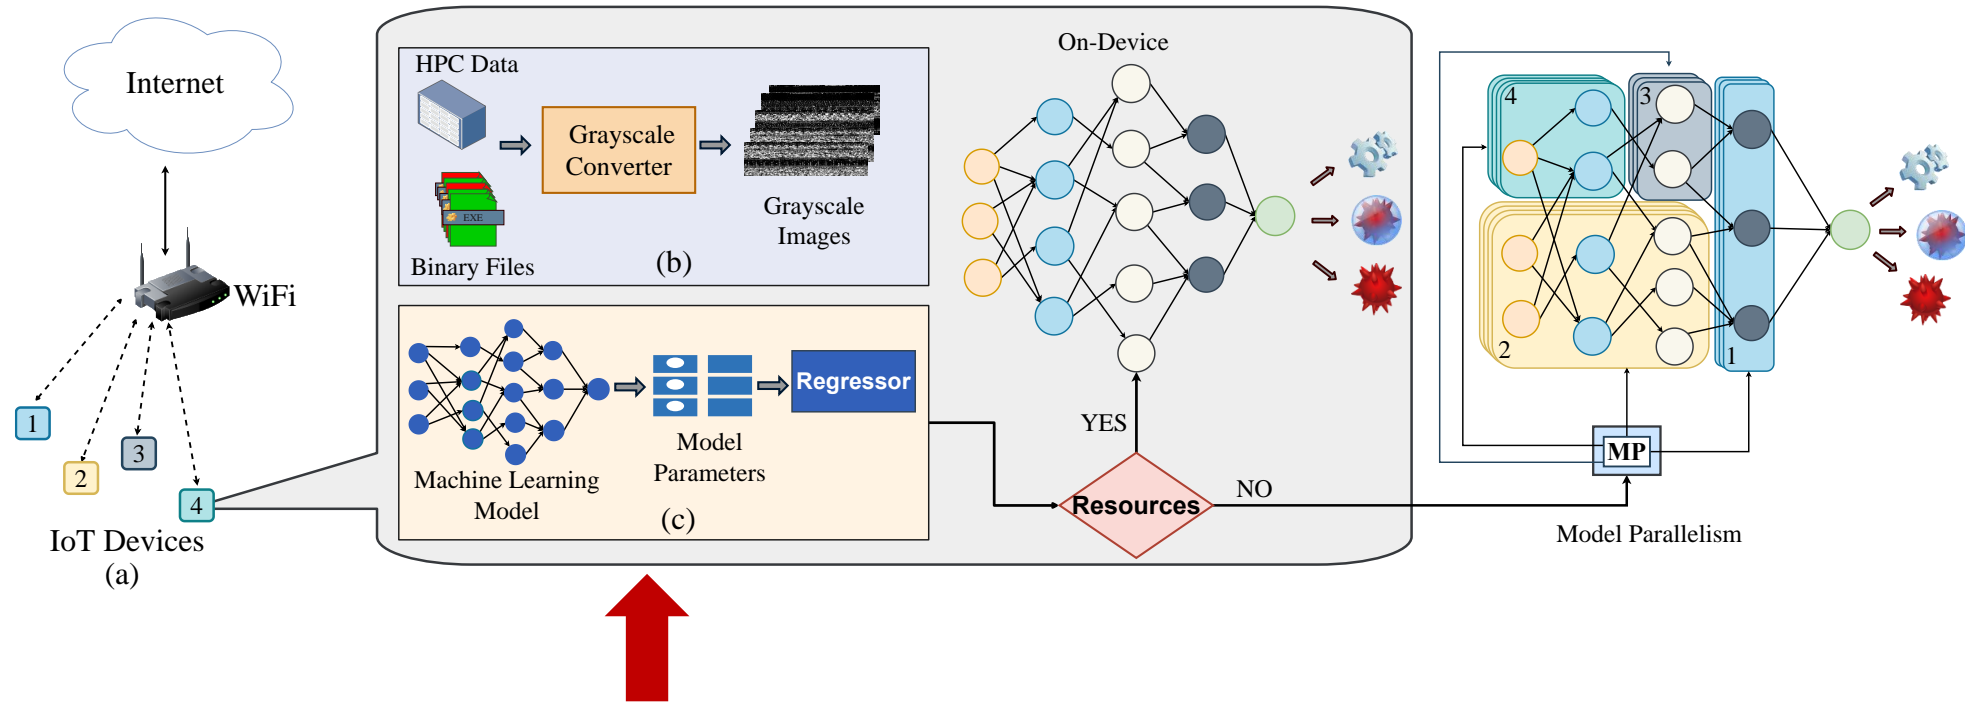 Internet
WiFi
1
2
3
4
IoT Devices
(a)
HPC Data
EXE
Binary Files
Grayscale
Converter
Grayscale
Images
(b)
Machine Learning
Model
Model
Parameters
Regressor
(c)
On-Device
YES
Resources
NO
4
3
2
1
MP
Model Parallelism